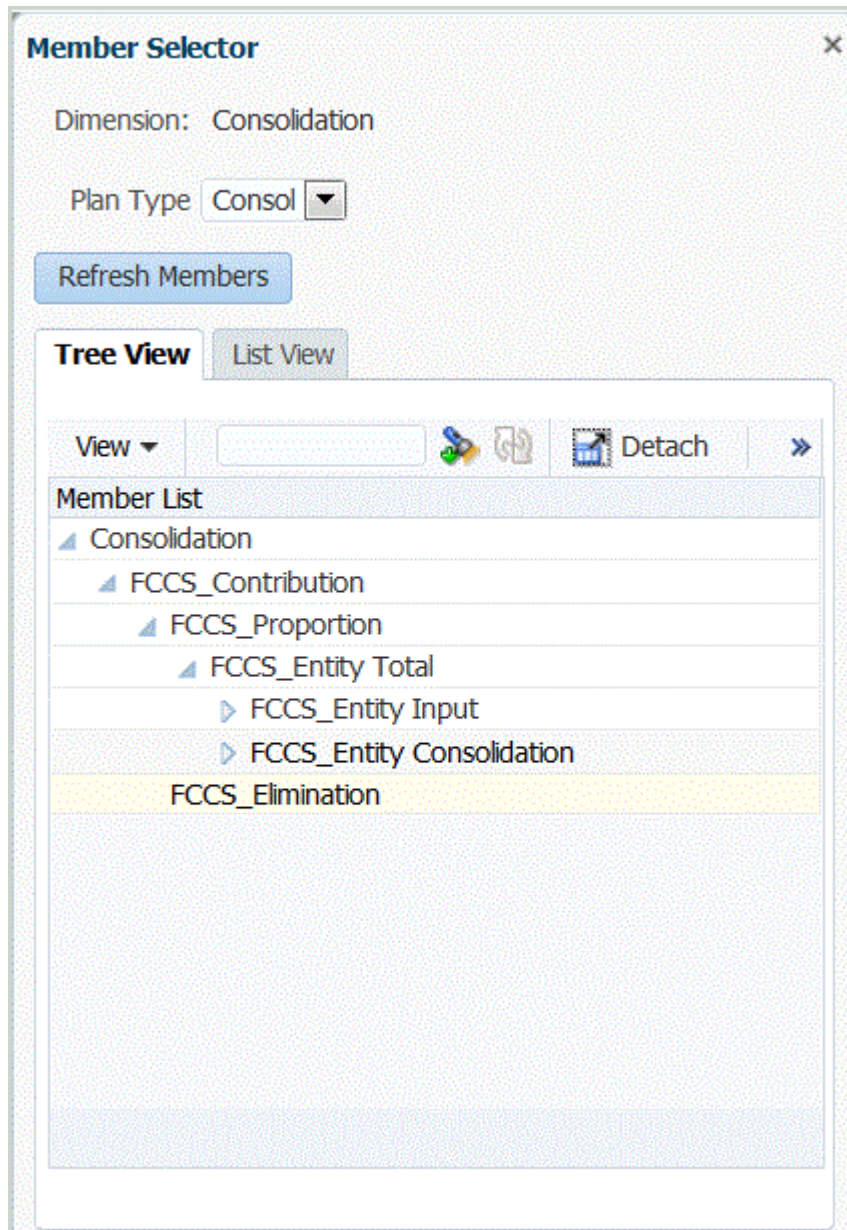 Member Selector
Dimension: Consolidation
Plan Type Consol
Refresh Members
Tree View List View
View Detach
Member List
Consolidation
FCCS_Contribution
FCCS_Proportion
FCCS_Entity Total
FCCS_Entity Input
FCCS_Entity Consolidation
FCCS_Elimination